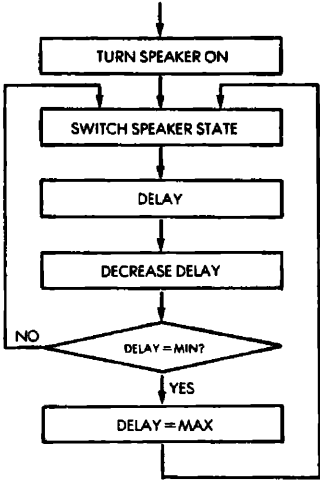 TURN SPEAKER ON
SWITCH SPEAKER STATE
DELAY
DECREASE DELAY
NO
DELAY = MIN?
YES
DELAY = MAX